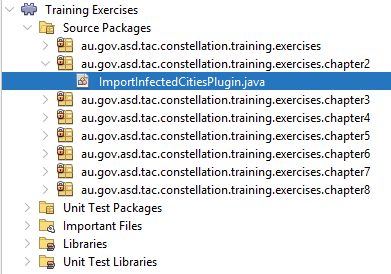 Training Exercises
Source Packages
au.gov.asd.tac.constellation.training.exercises
au.gov.asd.tac.constellation.training.exercises.chapter2
ImportInfectedCitiesPlugin.java
au.gov.asd.tac.constellation.training.exercises.chapter3
au.gov.asd.tac.constellation.training.exercises.chapter4
au.gov.asd.tac.constellation.training.exercises.chapter5
au.gov.asd.tac.constellation.training.exercises.chapter6
au.gov.asd.tac.constellation.training.exercises.chapter7
au.gov.asd.tac.constellation.training.exercises.chapter8
Unit Test Packages
Important Files
Libraries
Unit Test Libraries